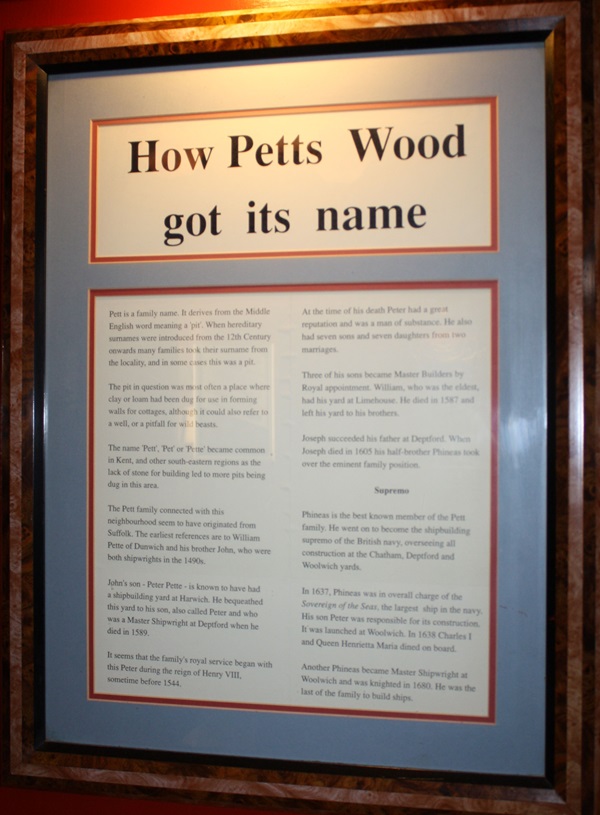 How Petts Wood
got its name
Pett is a family name. It derives from the Middle
English word meaning a 'pit'. When hereditary
surnames were introduced from the 12th Century
onwards many families took their surname from
the locality, and in some cases this was a pit.
The pit in question was most often a place where
clay or loam had been dug for use in forming
walls for cottages, although it could also refer to
a well, or a pitfall for wild beasts.
The name 'Pett', 'Pet' or 'Pette' became common
in Kent, and other south-eastern regions as the
lack of stone for building led to more pits being
dug in this area.
The Pett family connected with this
neighbourhood seem to have originated from
Suffolk. The earliest references are to William
Pette of Dunwich and his brother John, who were
both shipwrights in the 1490s.
John's son - Peter Pette - is known to have had
a shipbuilding yard at Harwich. He bequeathed
this yard to his son, also called Peter and who
was a Master Shipwright at Deptford when he
died in 1589.
It seems that the family's royal service began with
this Peter during the reign of Henry VIII,
sometime before 1544.
At the time of his death Peter had a great
reputation and was a man of substance. He also
had seven sons and seven daughters from two
marriages.
Three of his sons became Master Builders by
Royal appointment. William, who was the eldest,
had his yard at Limehouse. He died in 1587 and
left his yard to his brothers.
Joseph succeeded his father at Deptford. When
Joseph died in 1605 his half-brother Phineas took
over the eminent family position.
Supremo
Phineas is the best known member of the Pett
family. He went on to become the shipbuilding
supremo of the British navy, overseeing all
construction at the Chatham, Deptford and
Woolwich yards.
In 1637, Phineas was in overall charge of the
Sovereign of the Seas, the largest ship in the navy.
His son Peter was responsible for its construction.
It was launched at Woolwich. In 1638 Charles I
and Queen Henrietta Maria dined on board.
Another Phineas became Master Shipwright at
Woolwich and was knighted in 1680. He was the
last of the family to build ships.